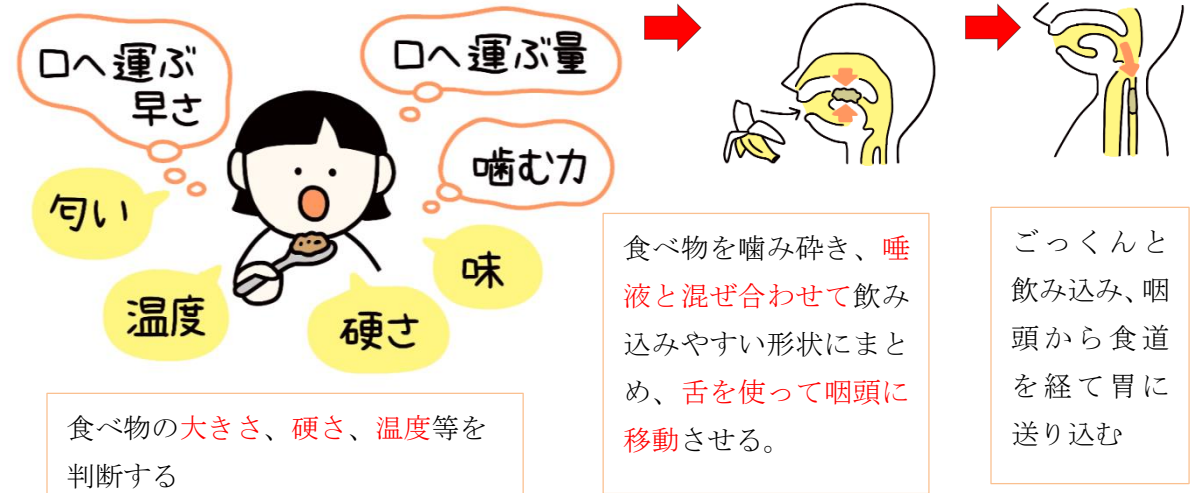 口へ運ぶ
早さ
口へ運ぶ量
噛む力
匂い
温度
硬さ
味
食べ物の大きさ、硬さ、温度等を
判断する
食べ物を噛み砕き、唾
液と混ぜ合わせて飲み
込みやすい形状にまと
め、舌を使って咽頭に
移動させる。
ごっくんと
飲み込み、咽
頭から食道
を経て胃に
送り込む